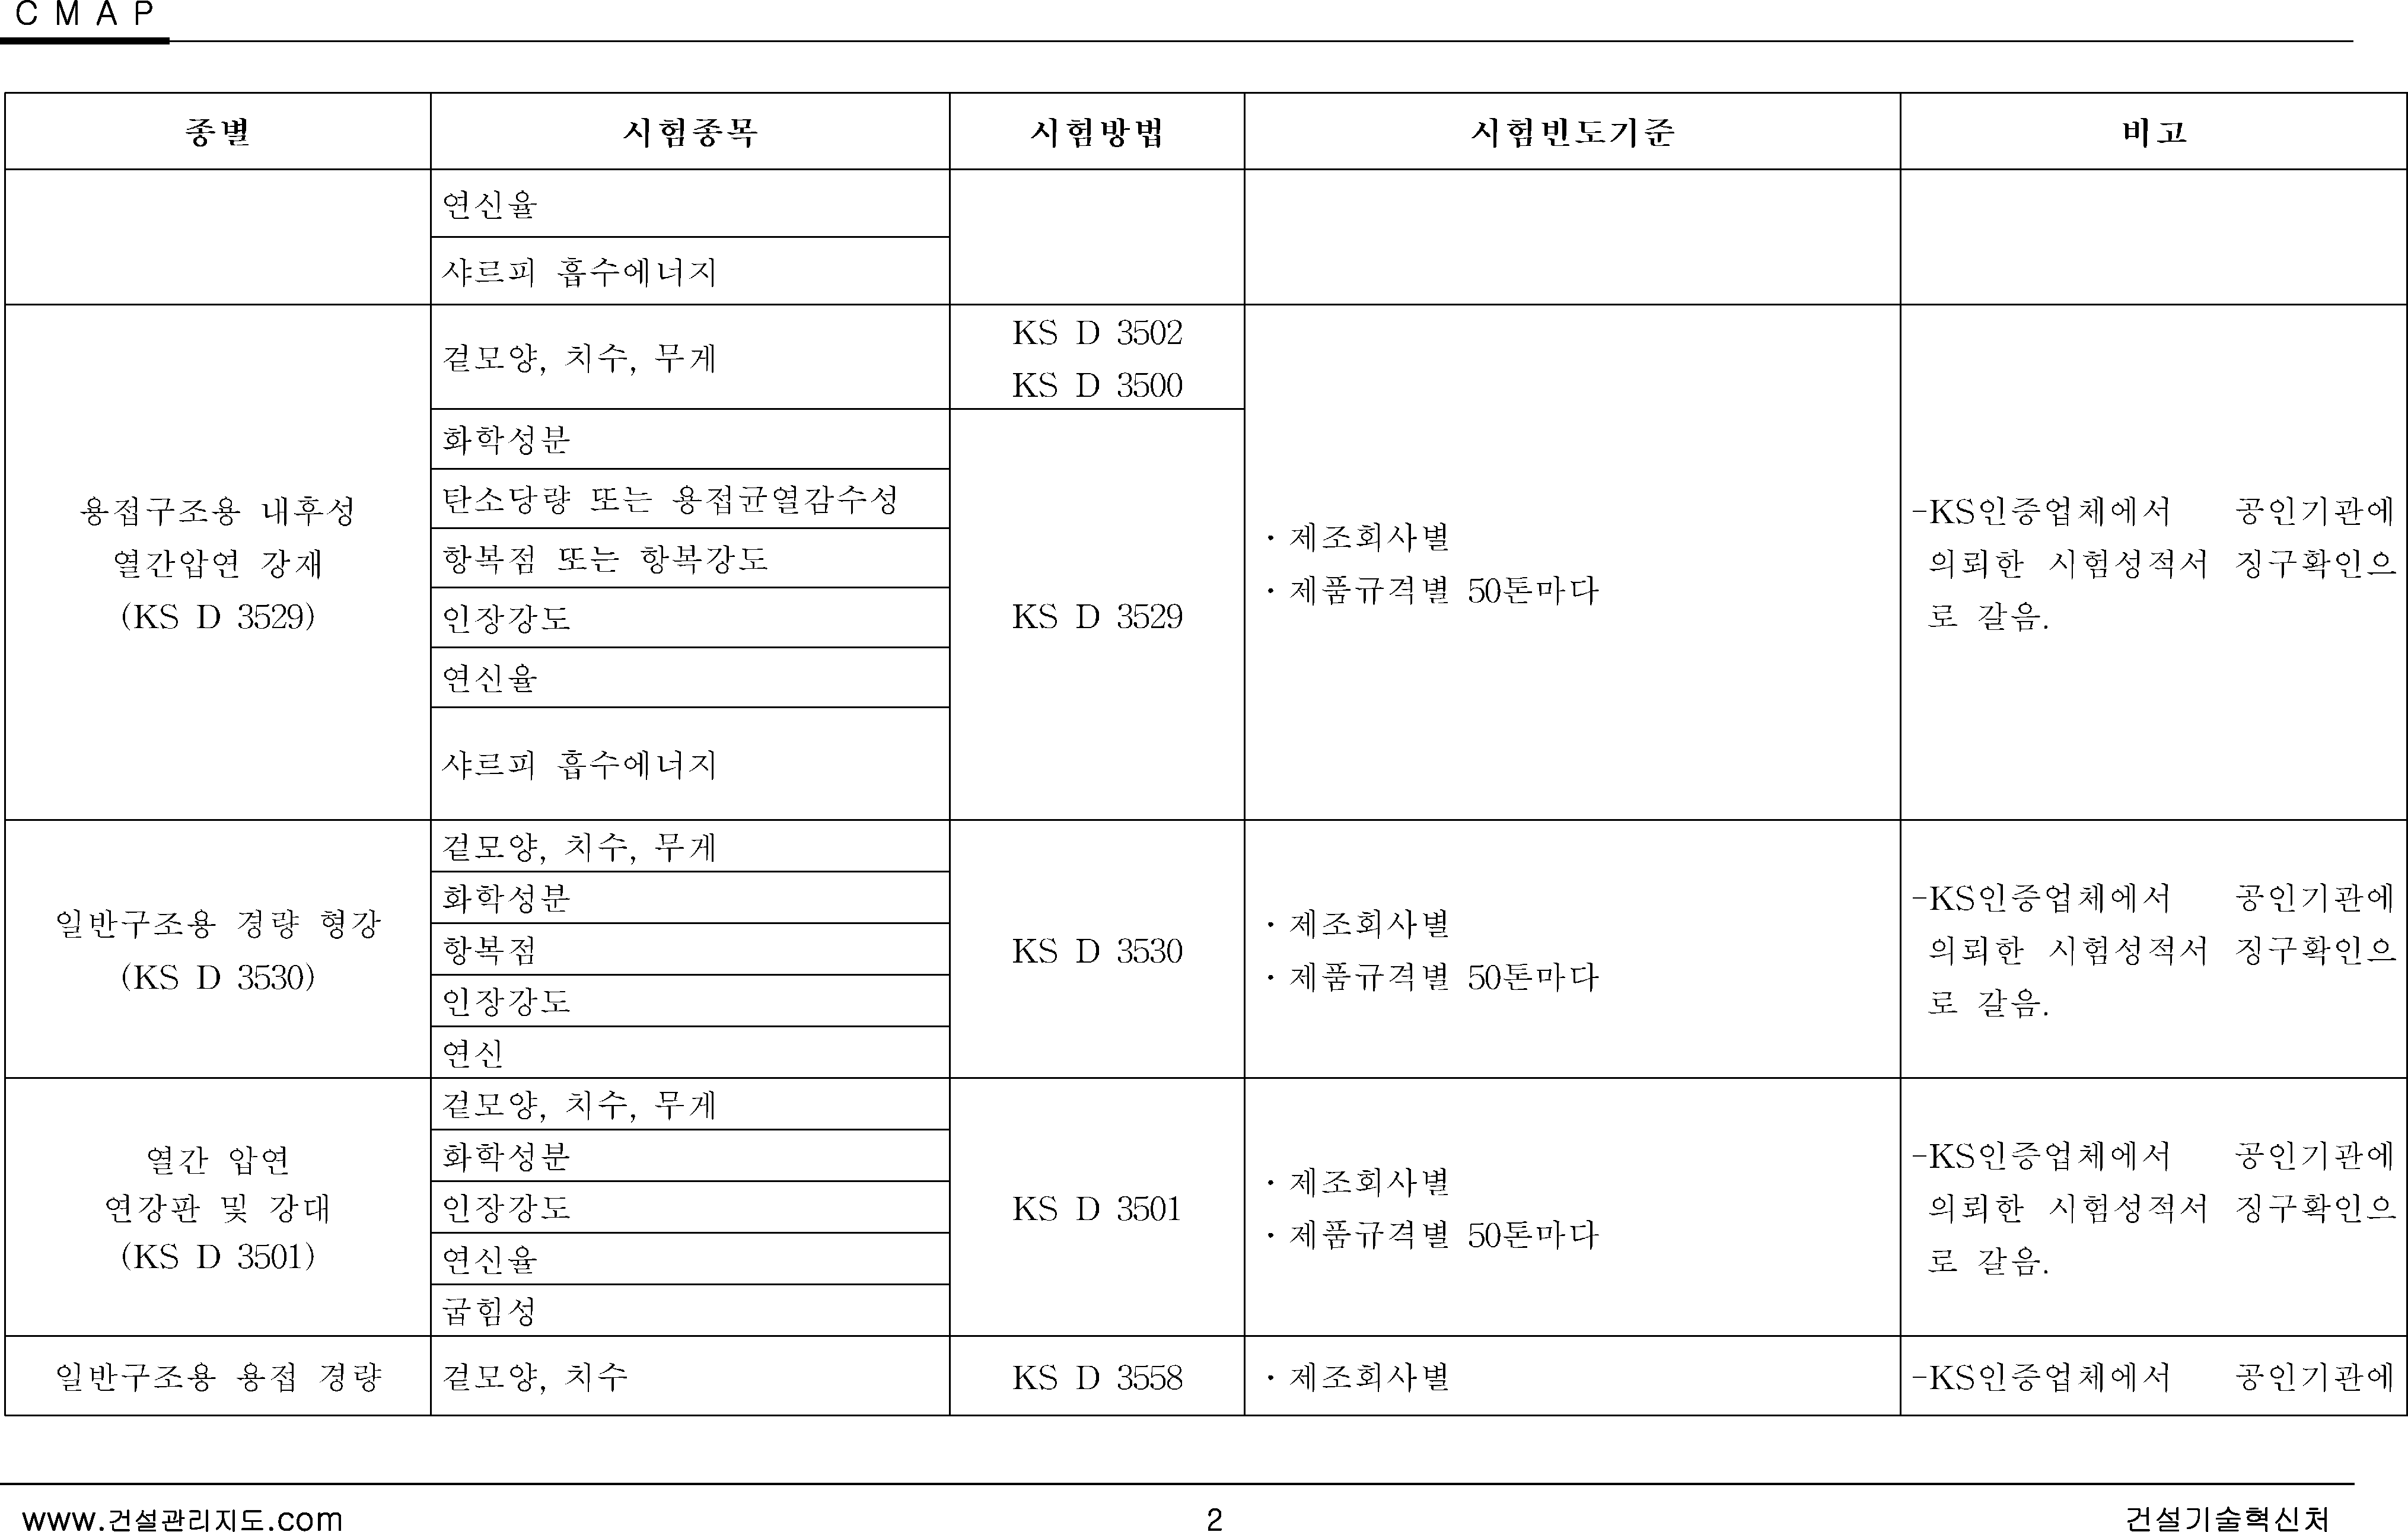 C M A P
종별 시험종목 시험방법 시험빈도기준 비고
연신율
샤르피 흡수에너지
용접구조용 내후성
열간압연 강재
(KS D 3529)
겉모양, 치수, 무게
KS D 3502
KS D 3500
화학성분
탄소당량 또는 용접균열감수성
항복점 또는 항복강도
인장강도
연신율
샤르피 흡수에너지
KS D 3529
· 제조회사별
· 제품규격별 50톤마다
-KS인증업체에서 공인기관에
의뢰한 시험성적서 징구확인으
로 갈음.
일반구조용 경량 형강
(KS D 3530)
겉모양, 치수, 무게
화학성분
항복점
인장강도
연신
KS D 3530
· 제조회사별
· 제품규격별 50톤마다
-KS인증업체에서 공인기관에
의뢰한 시험성적서 징구확인으
로 갈음.
열간 압연
연강판 및 강대
(KS D 3501)
겉모양, 치수, 무게
화학성분
인장강도
연신율
굽힘성
KS D 3501
· 제조회사별
· 제품규격별 50톤마다
-KS인증업체에서 공인기관에
의뢰한 시험성적서 징구확인으
로 갈음.
일반구조용 용접 경량 겉모양, 치수 KS D 3558 · 제조회사별 -KS인증업체에서 공인기관에
www.건설관리지도.com 2 건설기술혁신처